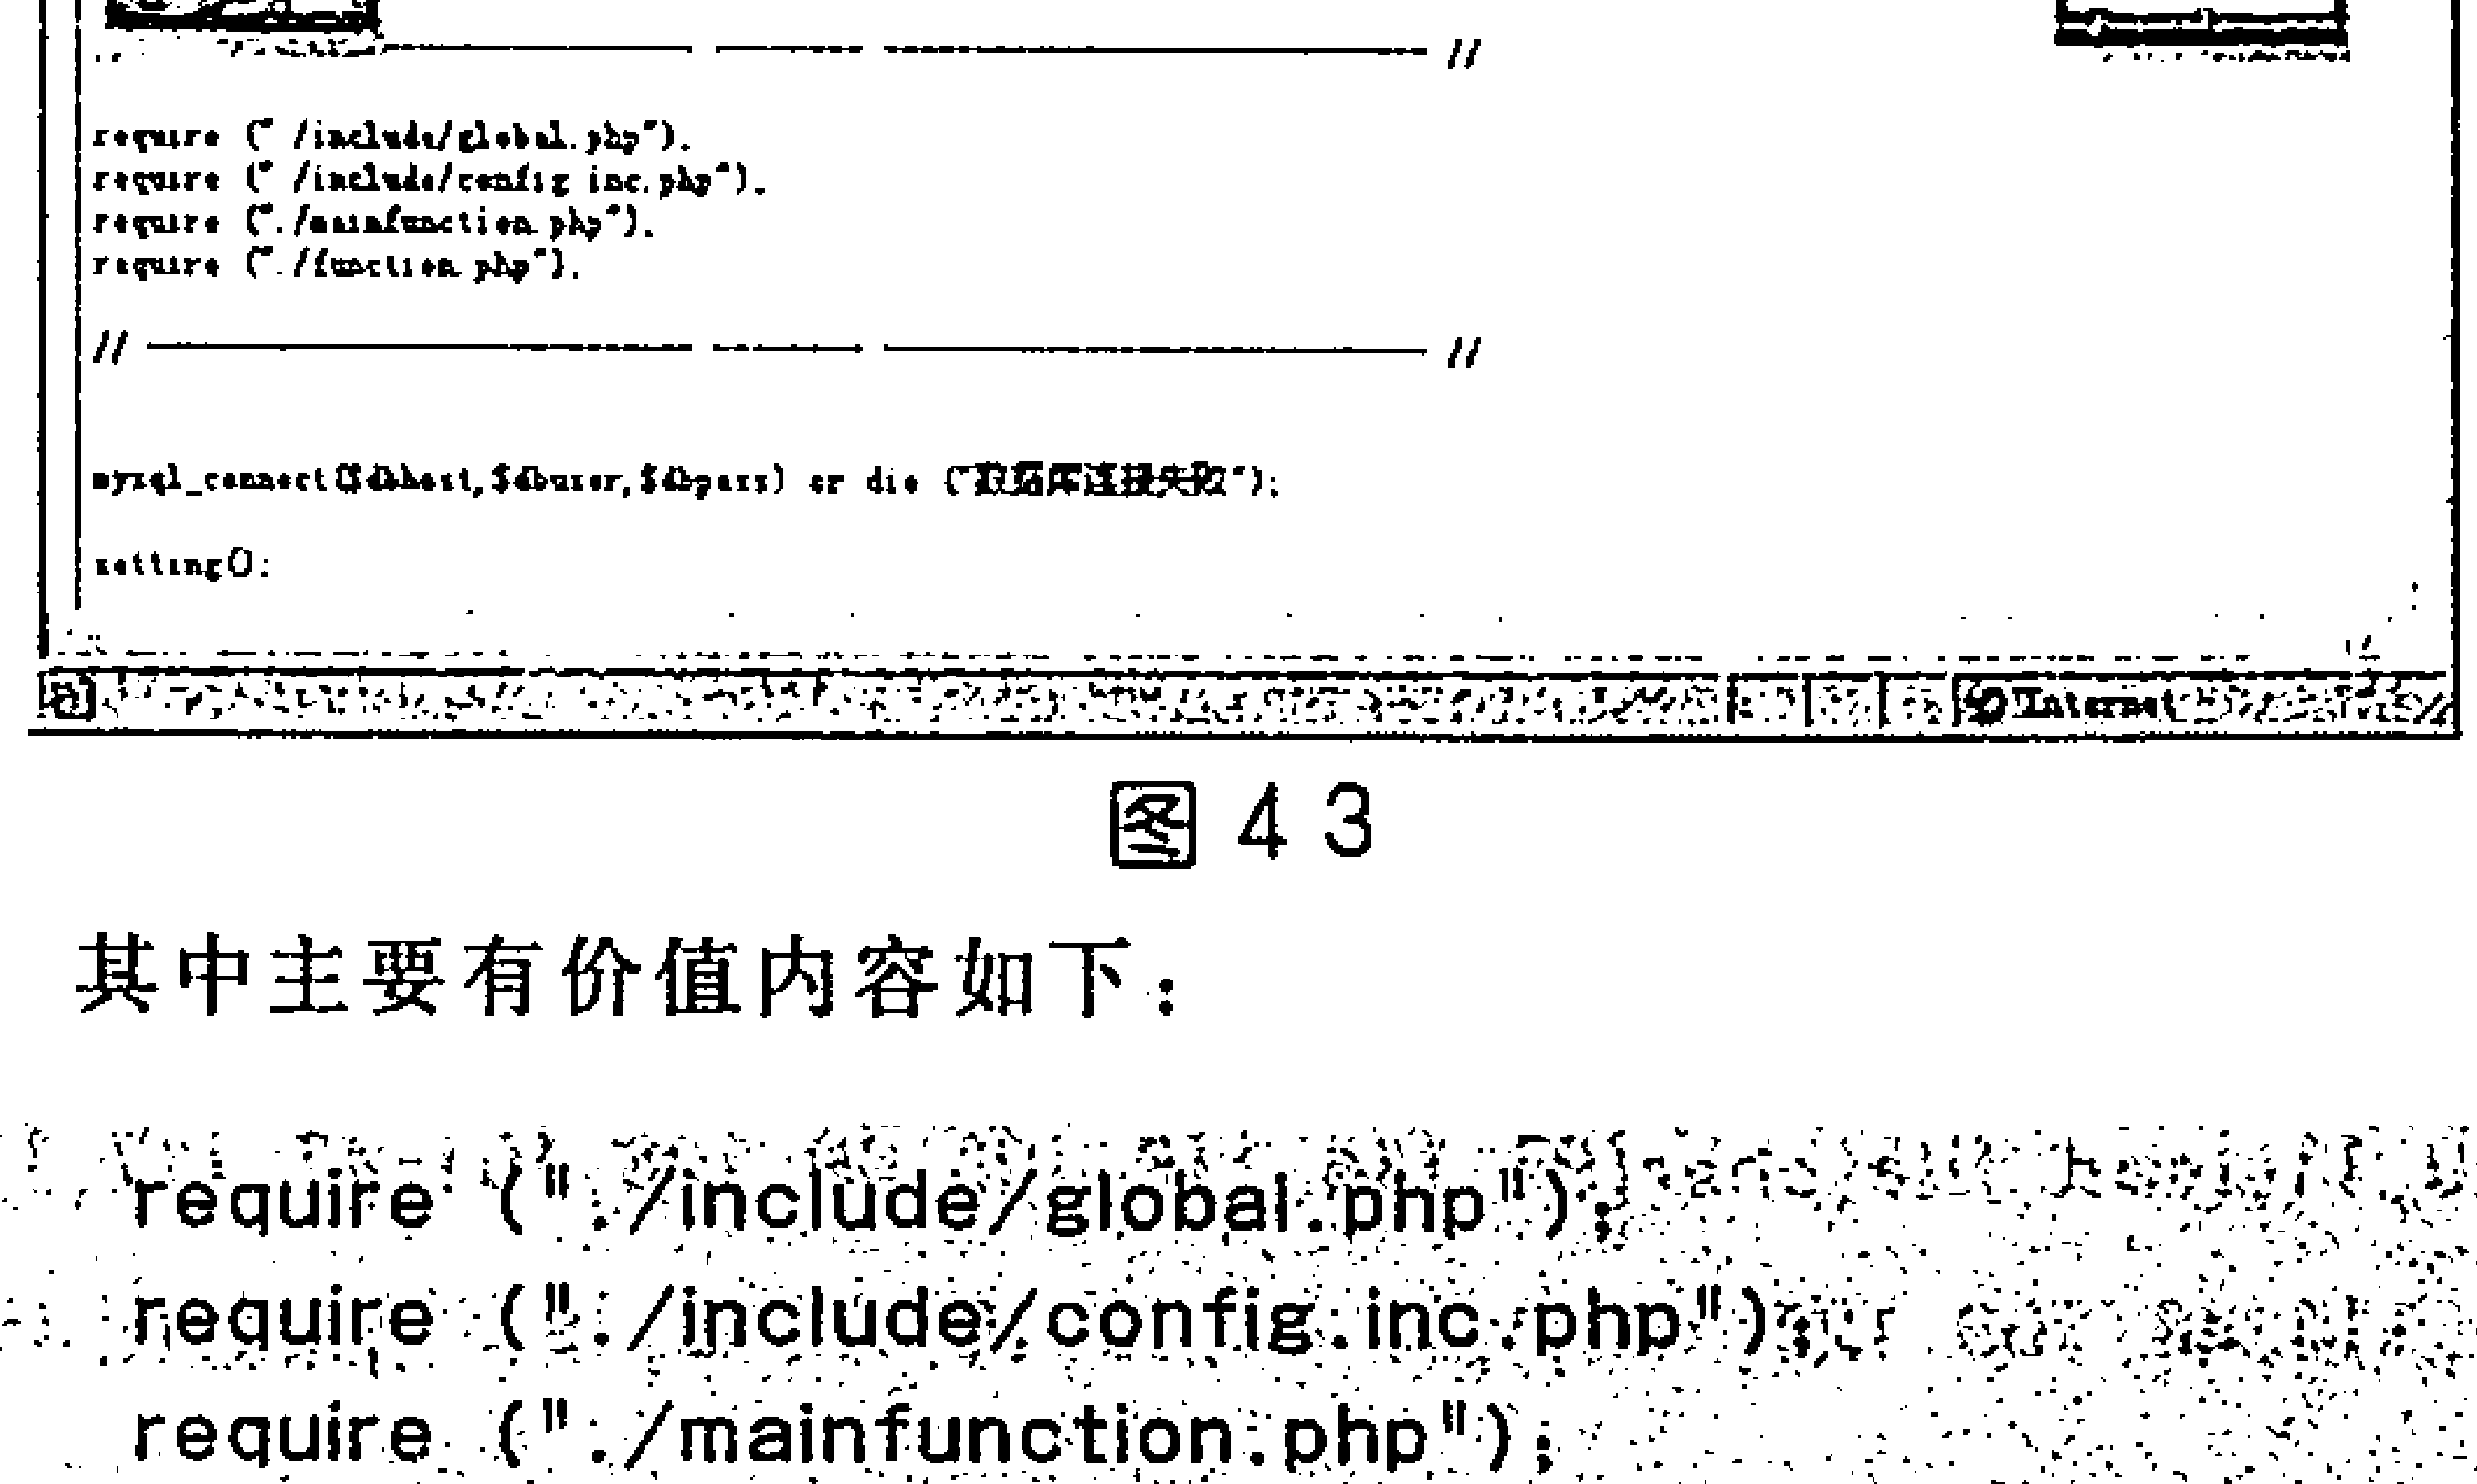 //
require ("./include/global.php");
require ("./include/config.inc.php");
require ("./mainfunction.php");
require ("./function.php");
// //
mysql_connect($dbhost,$dbuser,$dbpass) or die ("数据库连接失败");
setting();
Internet
图 43
其中主要有价值内容如下：
require ("./include/global.php");
require ("./include/config.inc.php");
require ("./mainfunction.php");